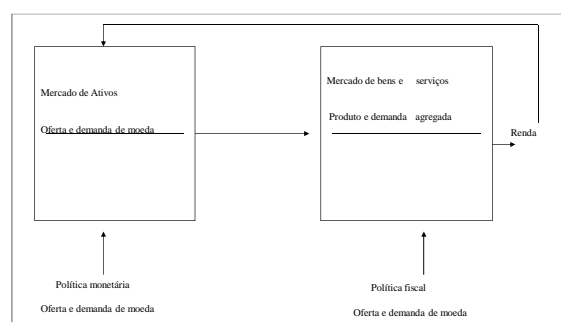 Mercado de Ativos
Oferta e demanda de moeda
Mercado de bens e serviços
Produto e demanda agregada
Renda
Política monetária
Oferta e demanda de moeda
Política fiscal
Oferta e demanda de moeda